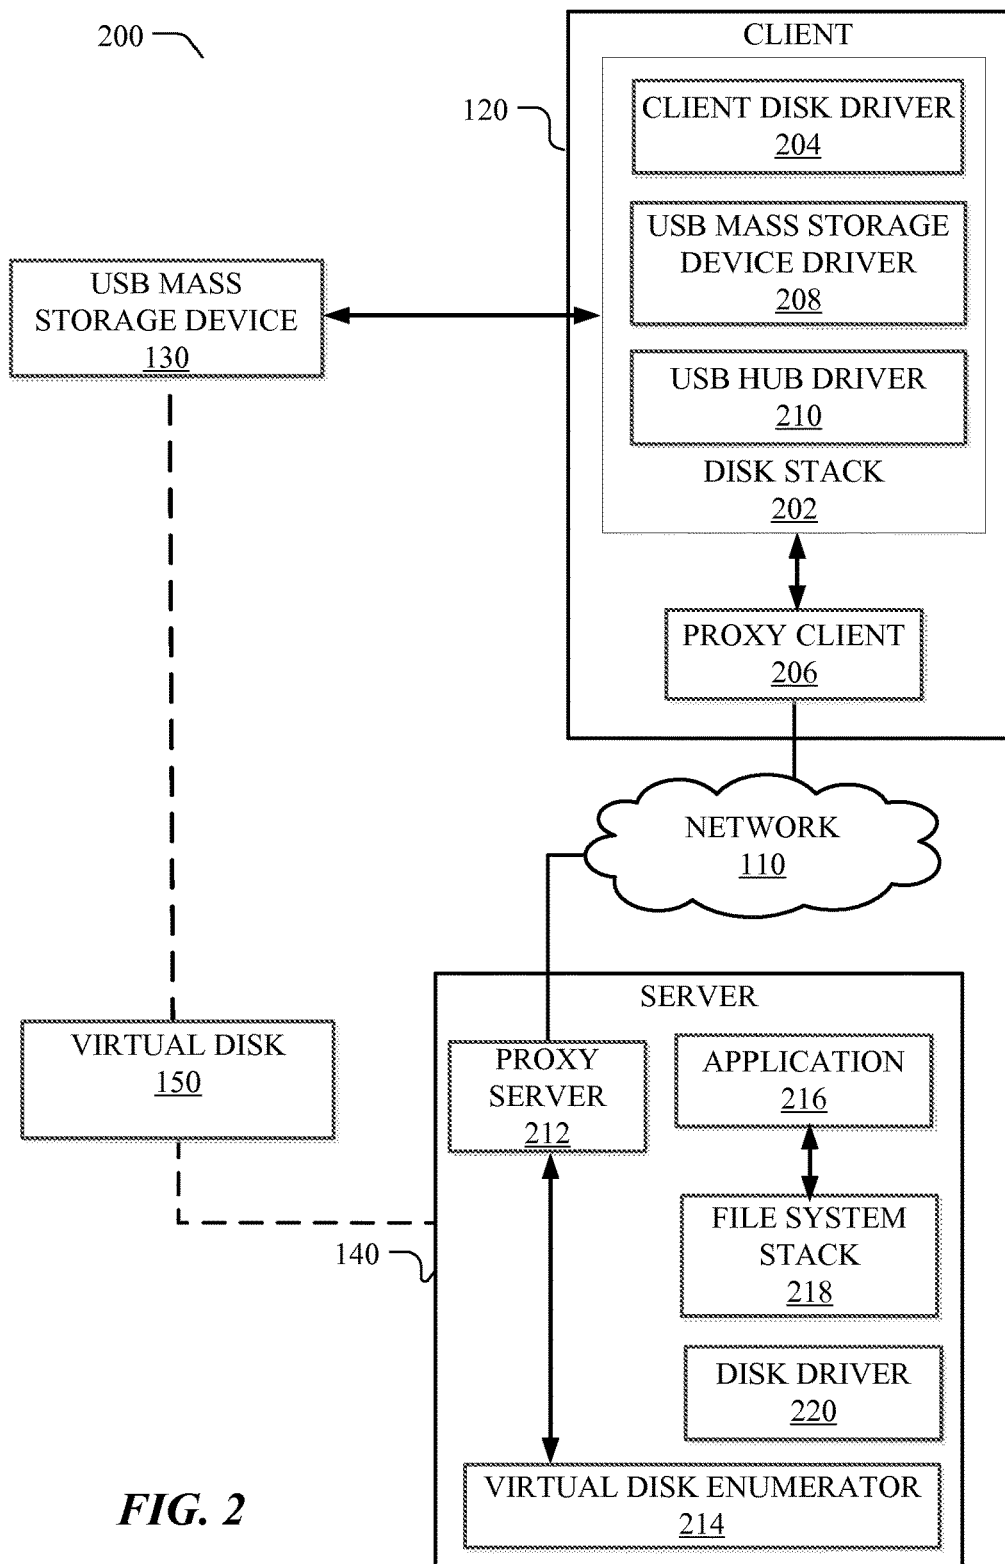 200
CLIENT
120
CLIENT DISK DRIVER
204
USB MASS STORAGE
DEVICE DRIVER
208
USB MASS
STORAGE DEVICE
130
USB HUB DRIVER
210
DISK STACK
202
PROXY CLIENT
206
NETWORK
110
SERVER
VIRTUAL DISK
150
PROXY
SERVER
212
APPLICATION
216
FILE SYSTEM
STACK
218
140
DISK DRIVER
220
VIRTUAL DISK ENUMERATOR
214
FIG. 2